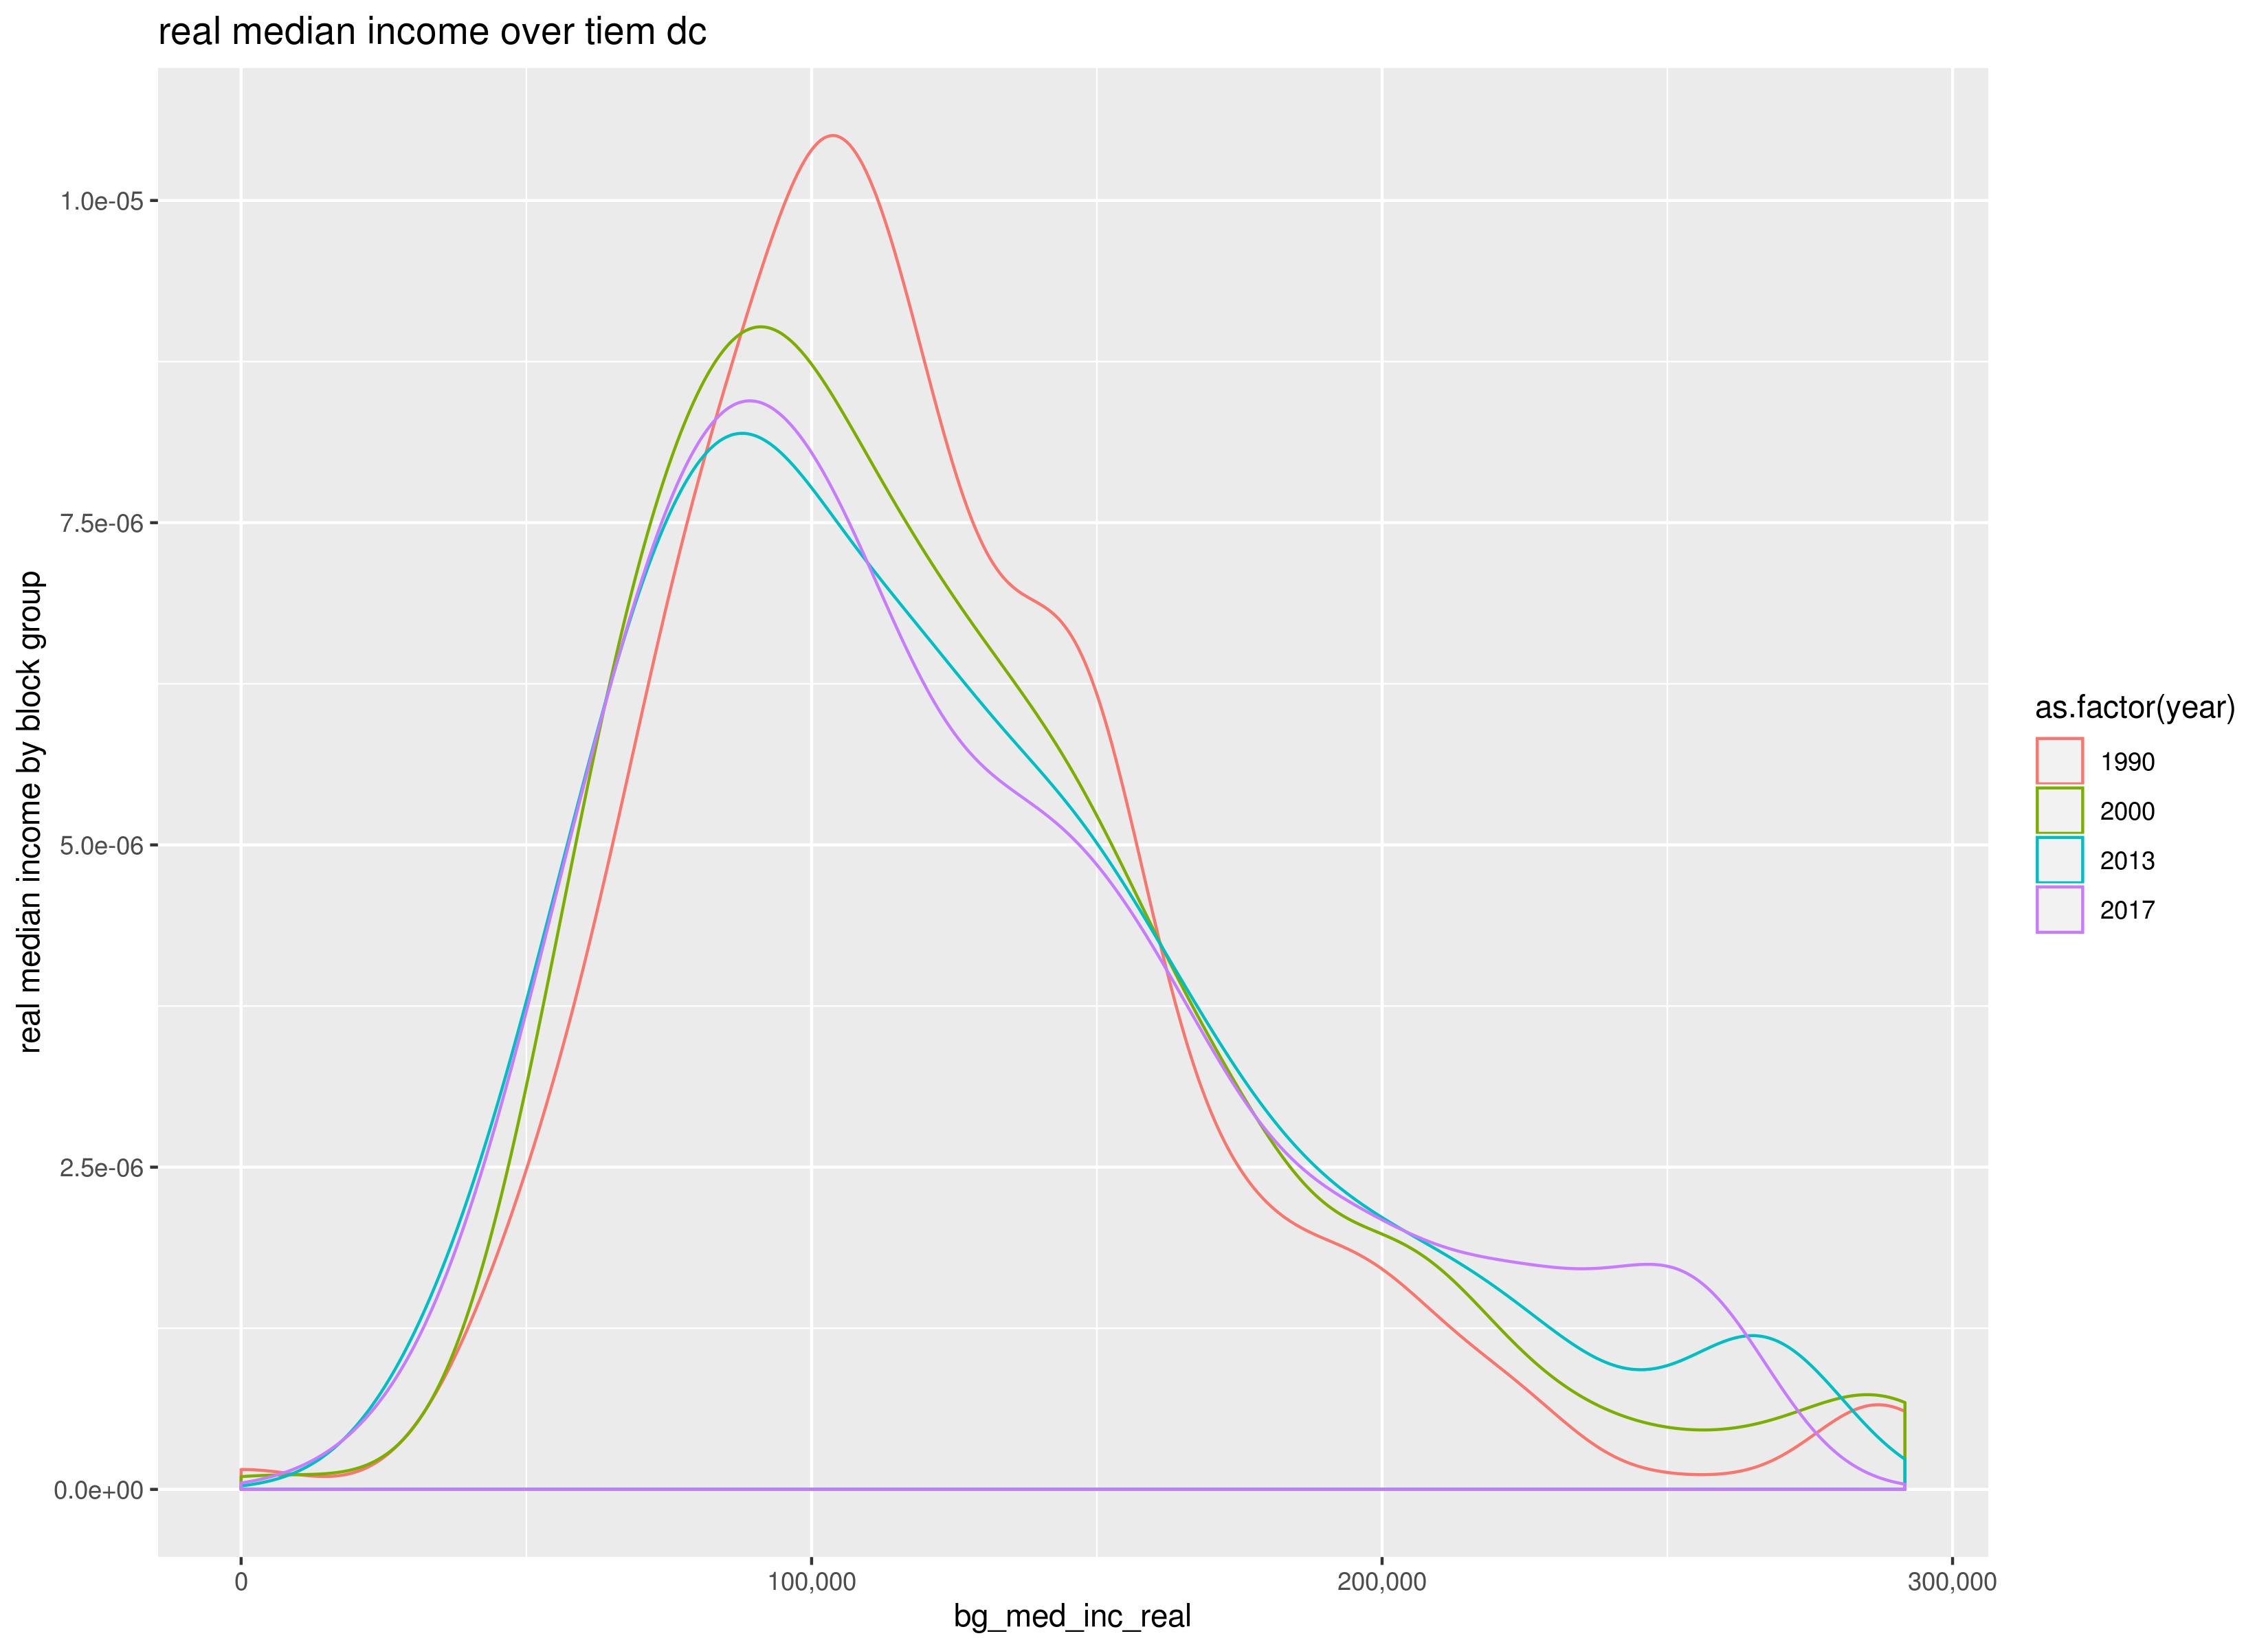 real median income over tiem dc
real median income by block group
1.0e-05
7.5e-06
5.0e-06
2.5e-06
0.0e+00
0
100,000
200,000
300,000
bg_med_inc_real
as.factor(year)
1990
2000
2013
2017